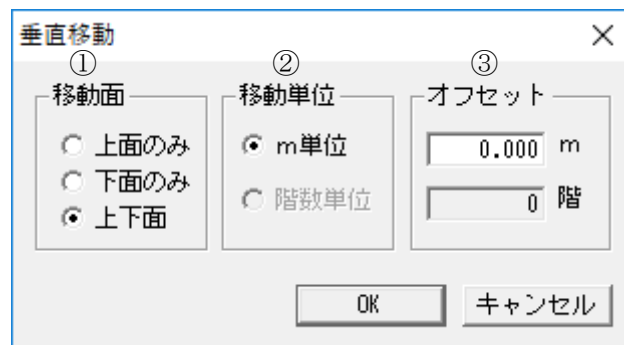 垂直移動
① ② ③
移動面 移動単位 オフセット
上面のみ m単位 0.000 m
下面のみ 階数単位 0 階
上下面
OK キャンセル